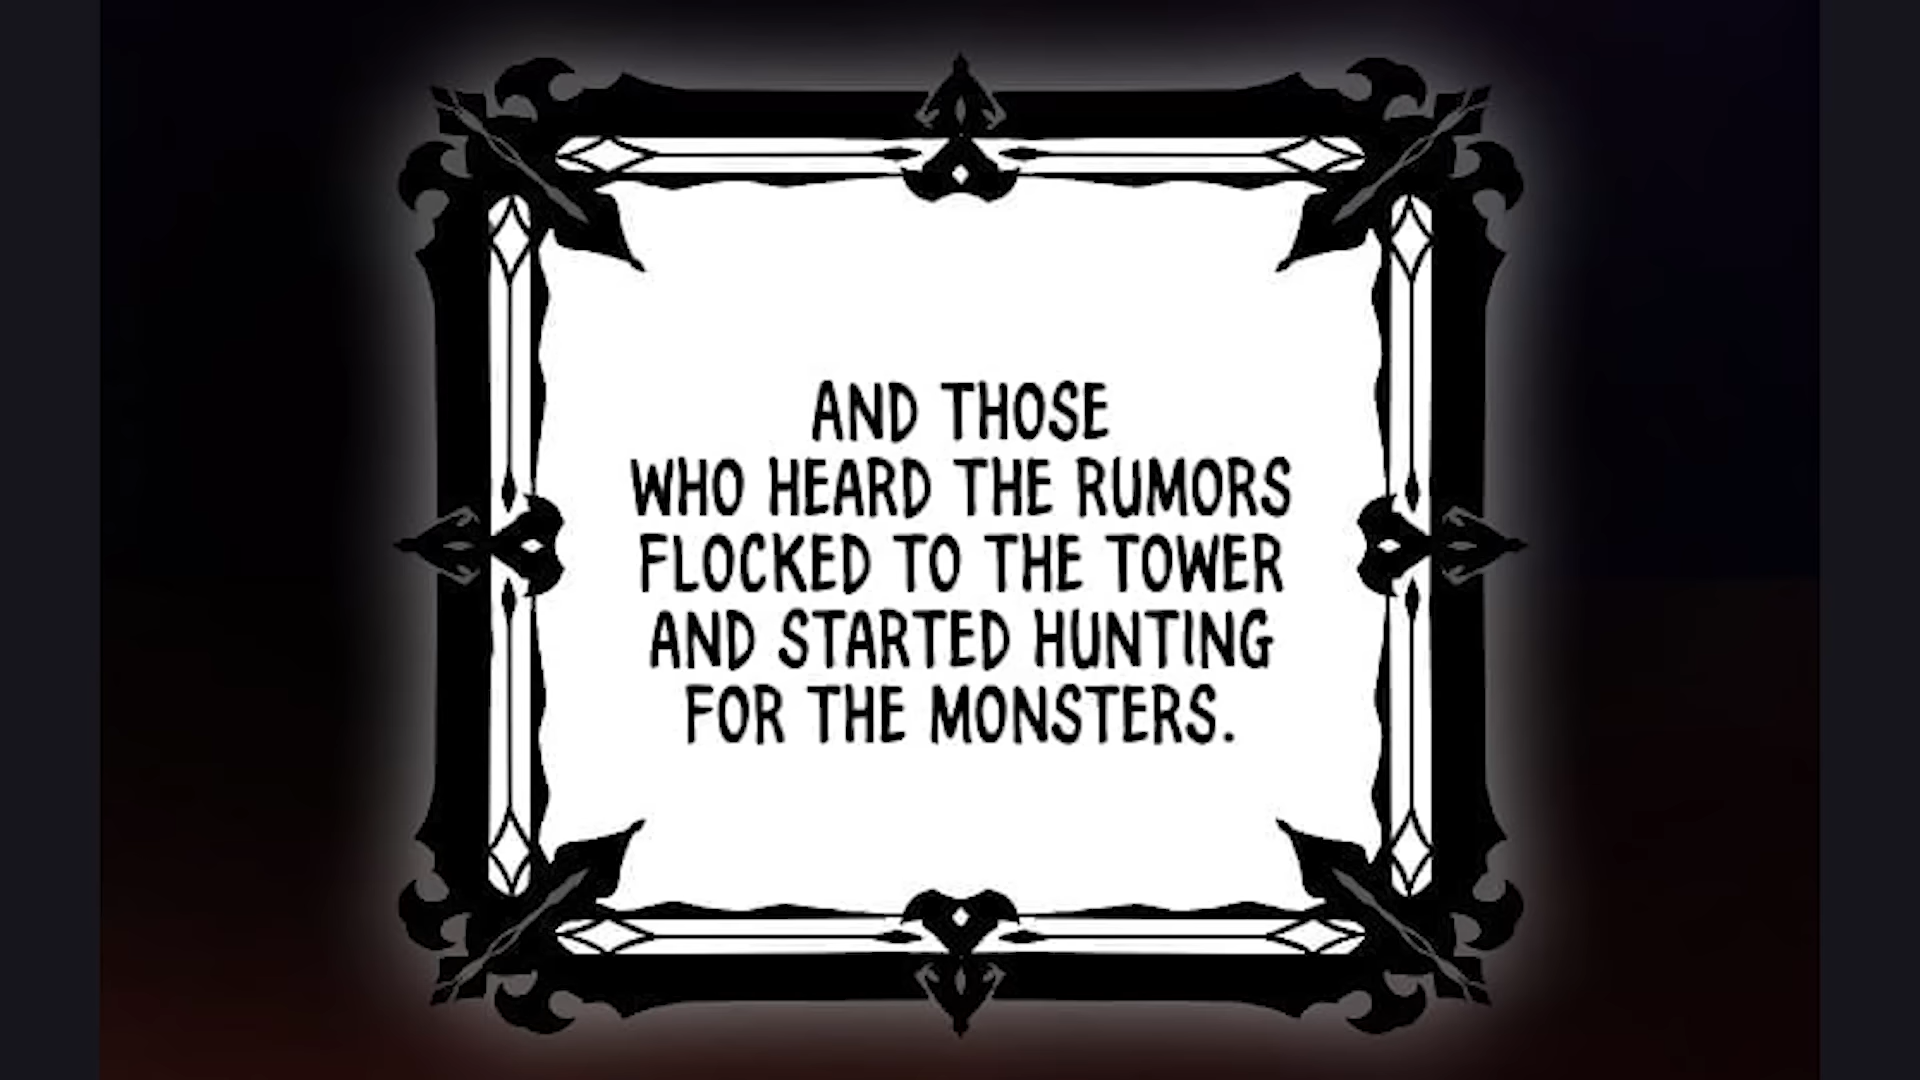 AND THOSE
WHO HEARD THE RUMORS
FLOCKED TO THE TOWER
AND STARTED HUNTING
FOR THE MONSTERS.